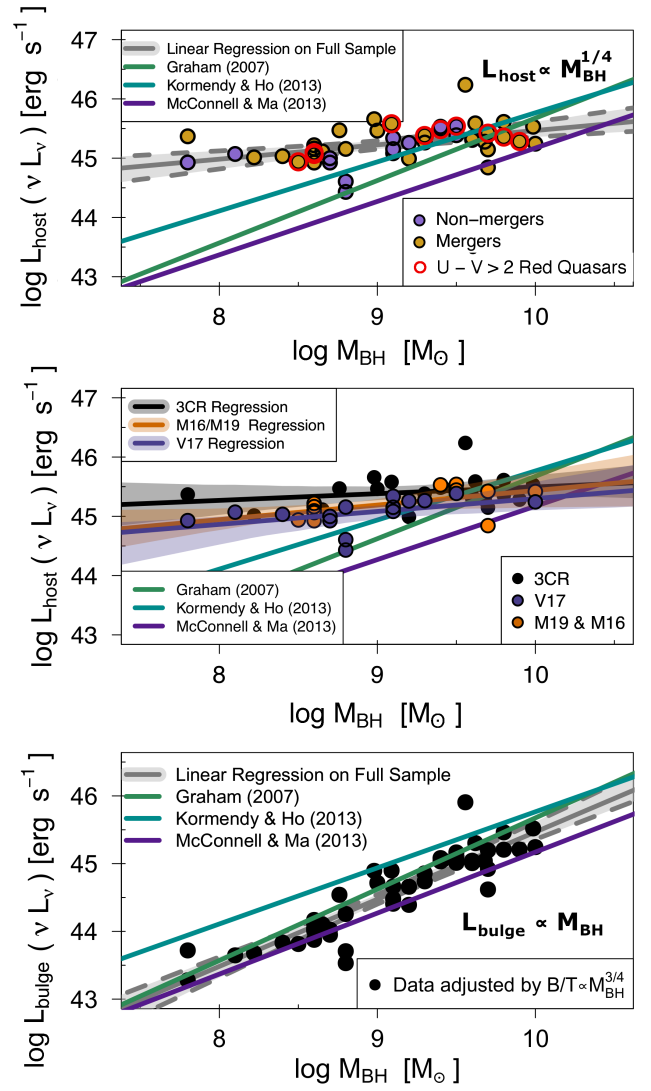 47
46
45
44
43
log L_host ( ν L_ν ) [erg s⁻¹]
Linear Regression on Full Sample
Graham (2007)
Kormendy & Ho (2013)
McConnell & Ma (2013)
L_host ∝ M_BH^1/4
Non-mergers
Mergers
U − V > 2 Red Quasars
8 9 10
log M_BH [M_⊙]
47
46
45
44
43
log L_host ( ν L_ν ) [erg s⁻¹]
3CR Regression
M16/M19 Regression
V17 Regression
Graham (2007)
Kormendy & Ho (2013)
McConnell & Ma (2013)
3CR
V17
M19 & M16
8 9 10
log M_BH [M_⊙]
46
45
44
43
log L_bulge ( ν L_ν ) [erg s⁻¹]
Linear Regression on Full Sample
Graham (2007)
Kormendy & Ho (2013)
McConnell & Ma (2013)
L_bulge ∝ M_BH
Data adjusted by B/T∝M_BH^3/4
8 9 10
log M_BH [M_⊙]